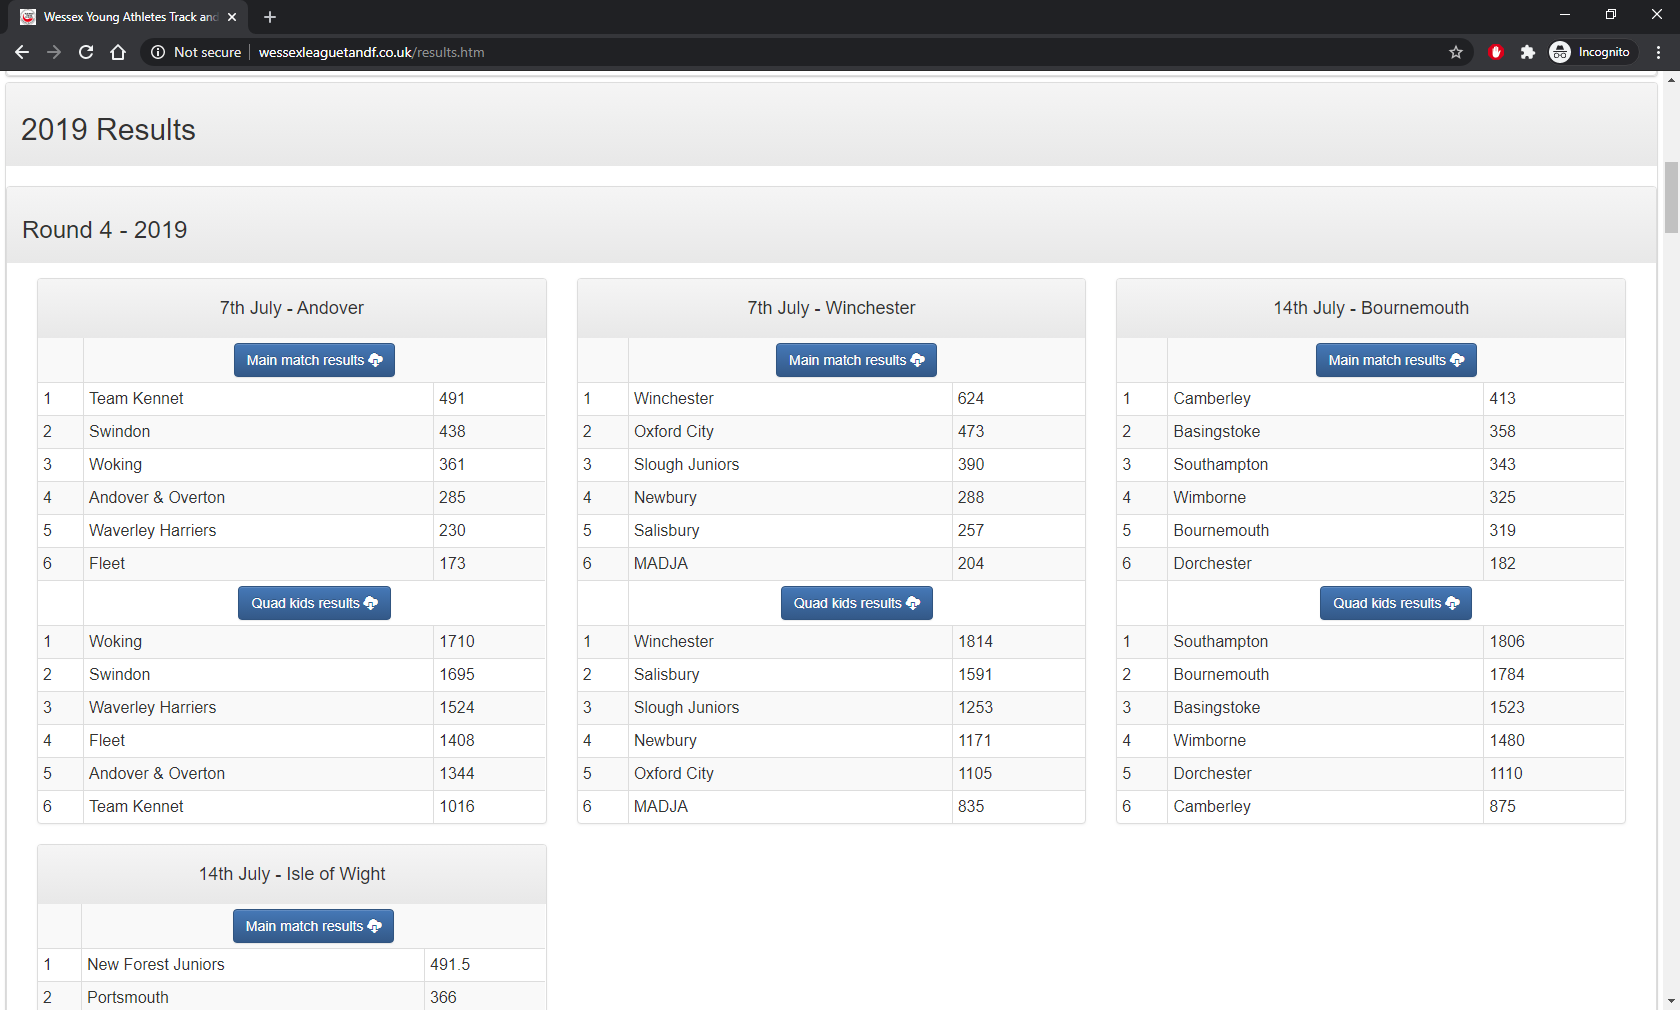 Wessex Young Athletes Track and
Not secure wessexleaguetandf.co.uk/results.htm Incognito
2019 Results
Round 4 - 2019
7th July - Andover
Main match results
1 Team Kennet 491
2 Swindon 438
3 Woking 361
4 Andover & Overton 285
5 Waverley Harriers 230
6 Fleet 173
Quad kids results
1 Woking 1710
2 Swindon 1695
3 Waverley Harriers 1524
4 Fleet 1408
5 Andover & Overton 1344
6 Team Kennet 1016
7th July - Winchester
Main match results
1 Winchester 624
2 Oxford City 473
3 Slough Juniors 390
4 Newbury 288
5 Salisbury 257
6 MADJA 204
Quad kids results
1 Winchester 1814
2 Salisbury 1591
3 Slough Juniors 1253
4 Newbury 1171
5 Oxford City 1105
6 MADJA 835
14th July - Bournemouth
Main match results
1 Camberley 413
2 Basingstoke 358
3 Southampton 343
4 Wimborne 325
5 Bournemouth 319
6 Dorchester 182
Quad kids results
1 Southampton 1806
2 Bournemouth 1784
3 Basingstoke 1523
4 Wimborne 1480
5 Dorchester 1110
6 Camberley 875
14th July - Isle of Wight
Main match results
1 New Forest Juniors 491.5
2 Portsmouth 366